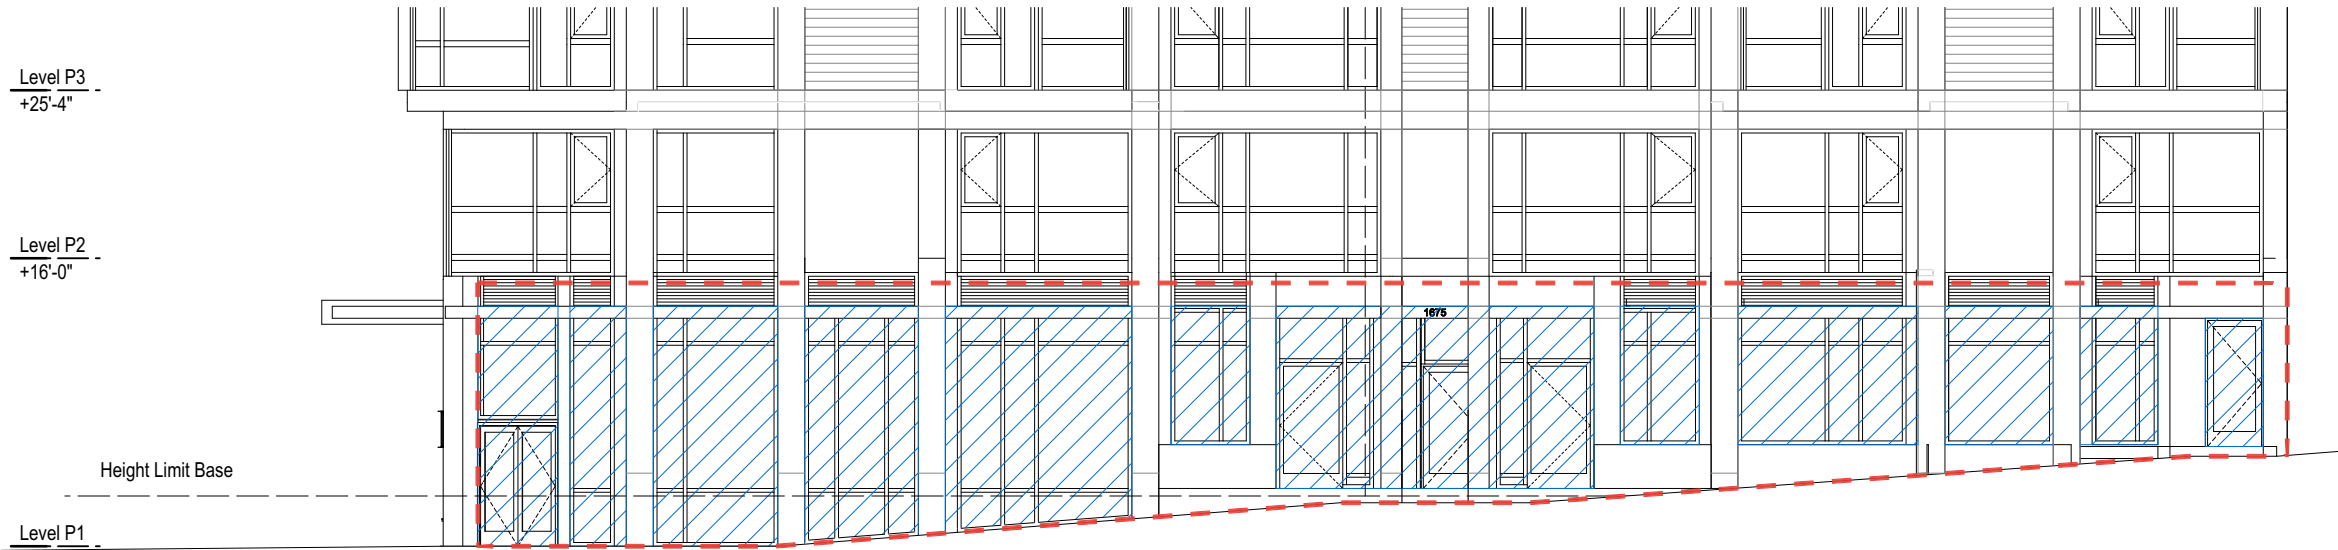 Level P3
+25'-4"
Level P2
+16'-0"
1675
Height Limit Base
Level P1